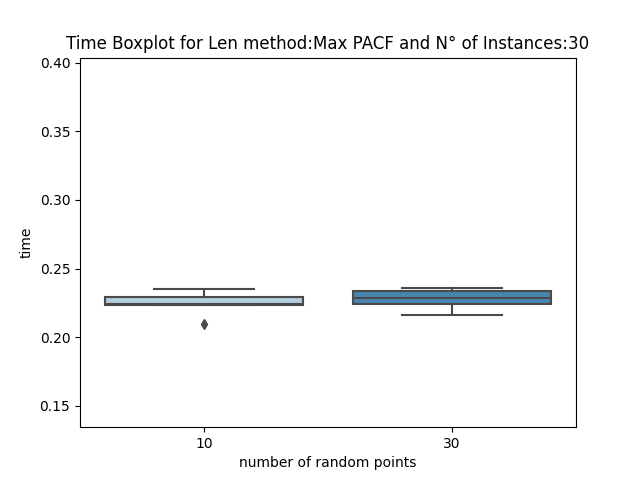 Time Boxplot for Len method:Max PACF and N° of Instances:30
0.40
0.35
0.30
0.25
0.20
0.15
time
10 30
number of random points